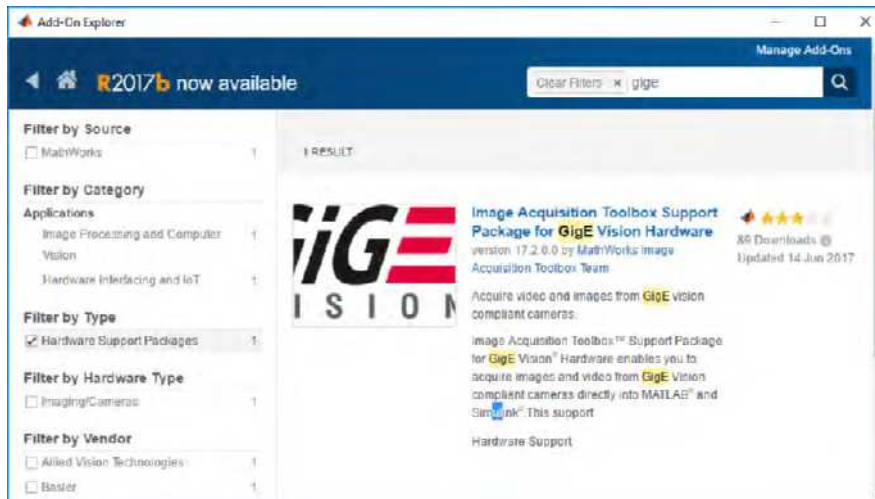 Add-On Explorer
Manage Add-Ons
R2017b now available
Clear Filters × gige
Filter by Source
MathWorks 1
Filter by Category
Applications
Image Processing and Computer Vision 1
Hardware Interfacing and IoT 1
Filter by Type
Hardware Support Packages 1
Filter by Hardware Type
Imaging/Cameras 1
Filter by Vendor
Allied Vision Technologies 1
Basler 1
1 RESULT
iGE
ISION
Image Acquisition Toolbox Support
Package for GigE Vision Hardware
version 17.2.0.0 by MathWorks Image
Acquisition Toolbox Team
89 Downloads
Updated 14 Jun 2017
Acquire video and images from GigE vision
compliant cameras.
Image Acquisition Toolbox™ Support Package
for GigE Vision® Hardware enables you to
acquire images and video from GigE Vision
compliant cameras directly into MATLAB® and
Simulink®. This support
Hardware Support